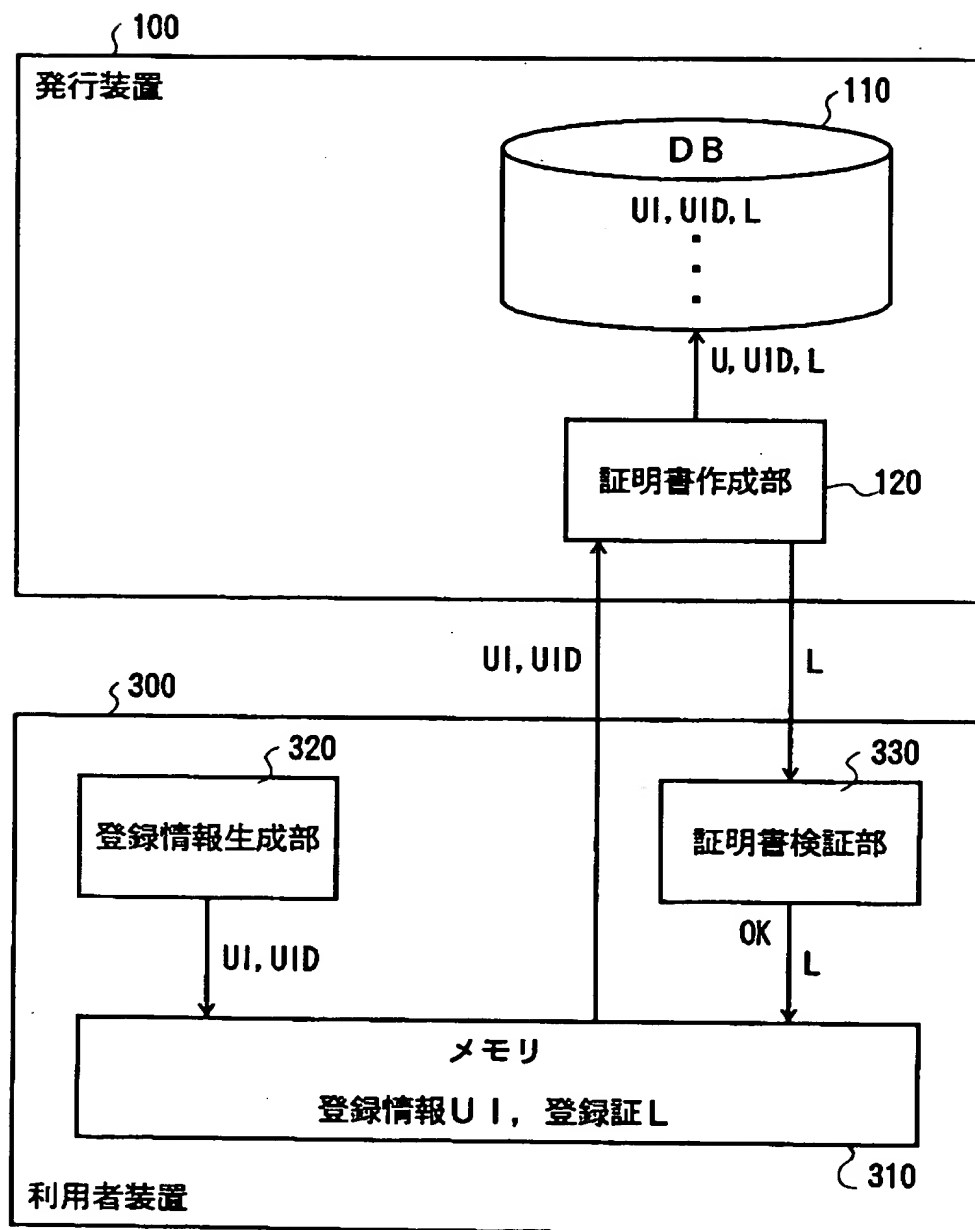 100
発行装置
110
DB
UI, UID, L
U, UID, L
証明書作成部
120
UI, UID
L
300
320
330
登録情報生成部
証明書検証部
UI, UID
OK
L
メモリ
登録情報UI, 登録証L
310
利用者装置